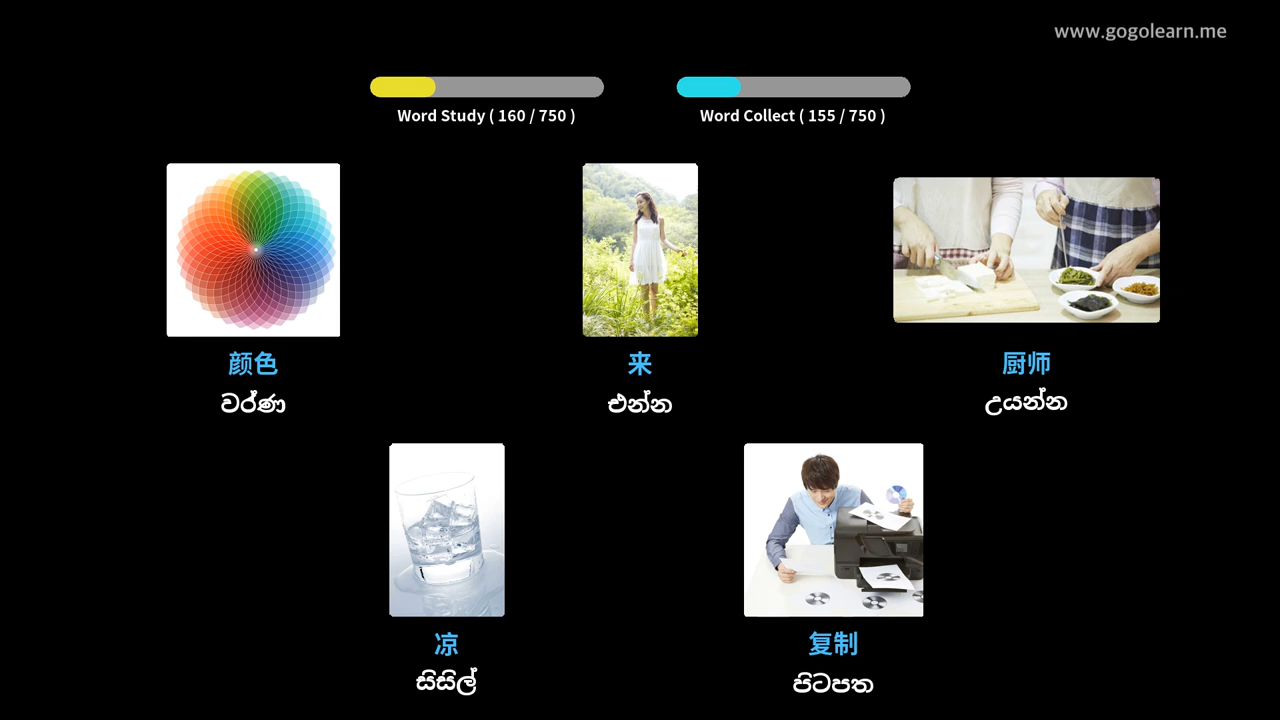 www.gogolearn.me
Word Study ( 160 / 750 )
Word Collect ( 155 / 750 )
颜色
වර්ණ
来
එන්න
厨师
උයන්න
凉
සිසිල්
复制
පිටපත